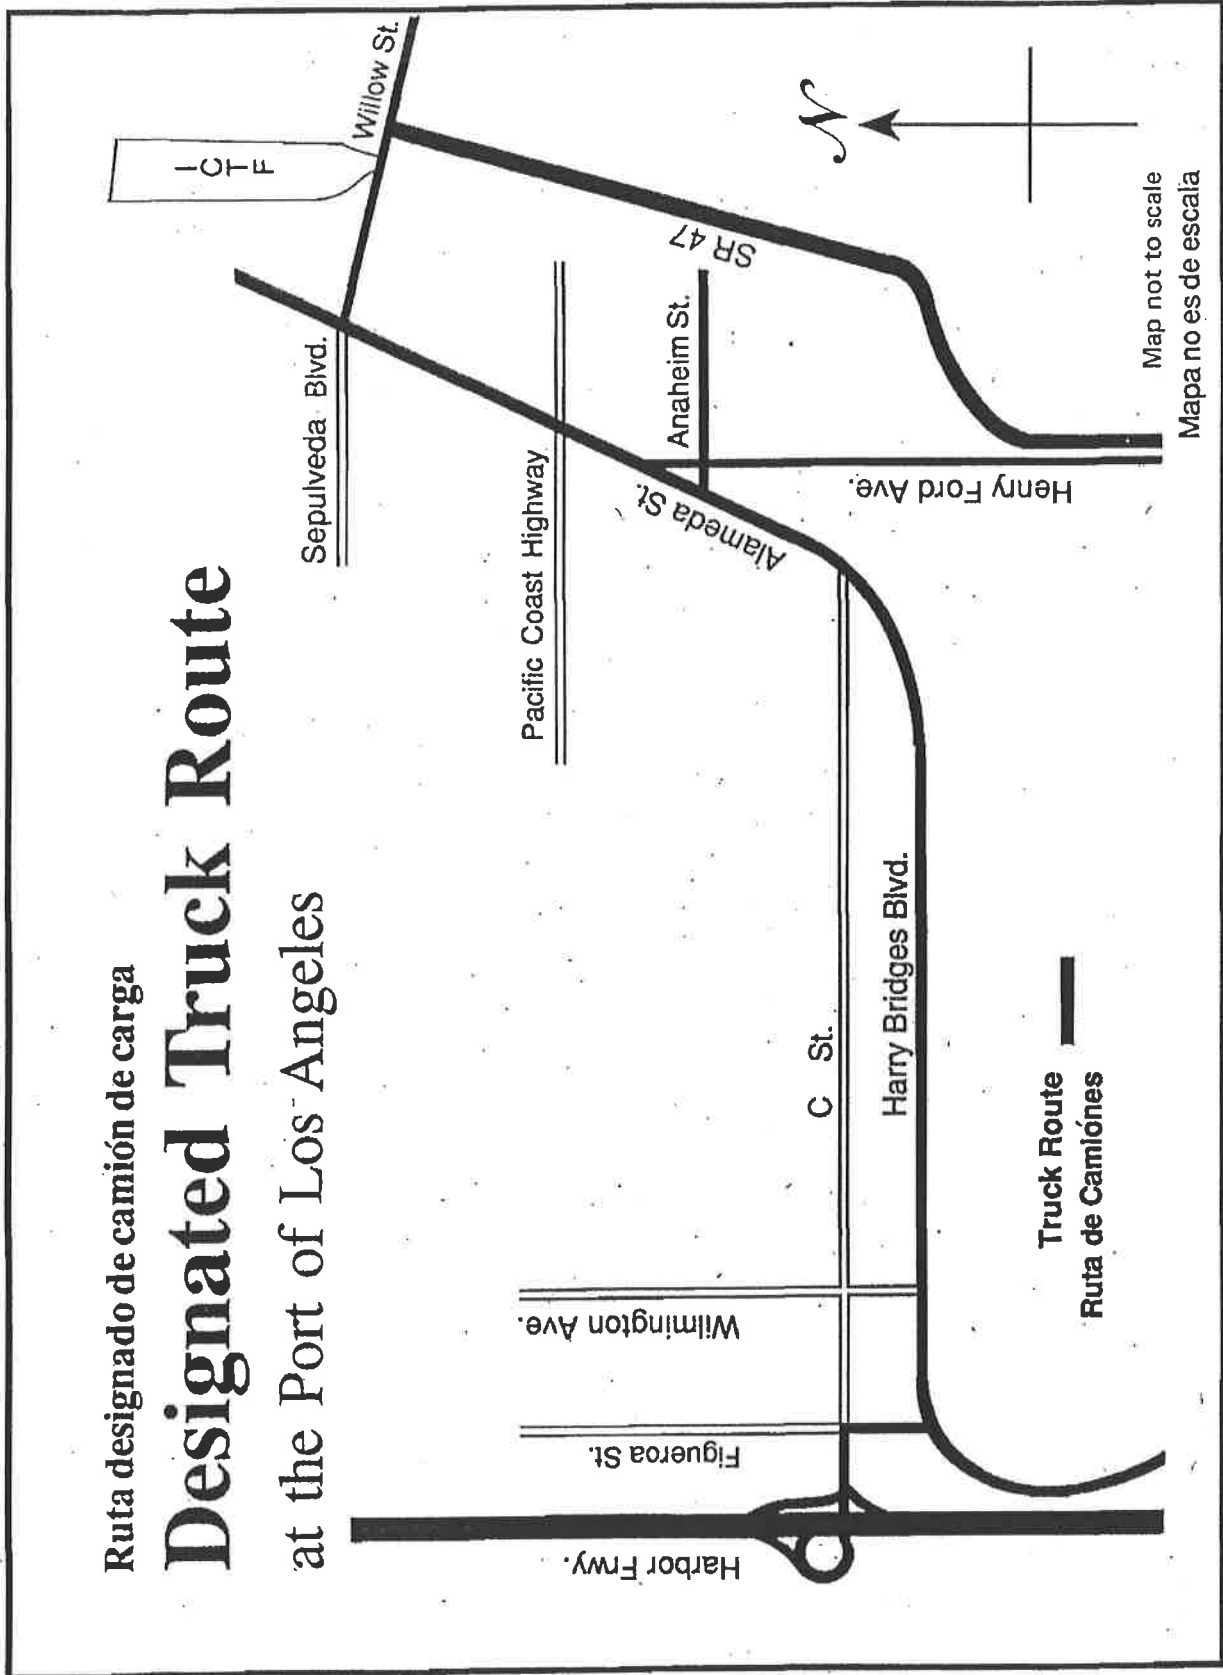 Ruta designado de camión de carga
Designated Truck Route
at the Port of Los Angeles
I
C
T
F
Willow St.
Sepulveda Blvd.
Pacific Coast Highway
SR 47
Anaheim St.
Alameda St.
Henry Ford Ave.
C St.
Harry Bridges Blvd.
Wilmington Ave.
Figueroa St.
Harbor Frwy.
N
Truck Route
Ruta de Camiónes
Map not to scale
Mapa no es de escala